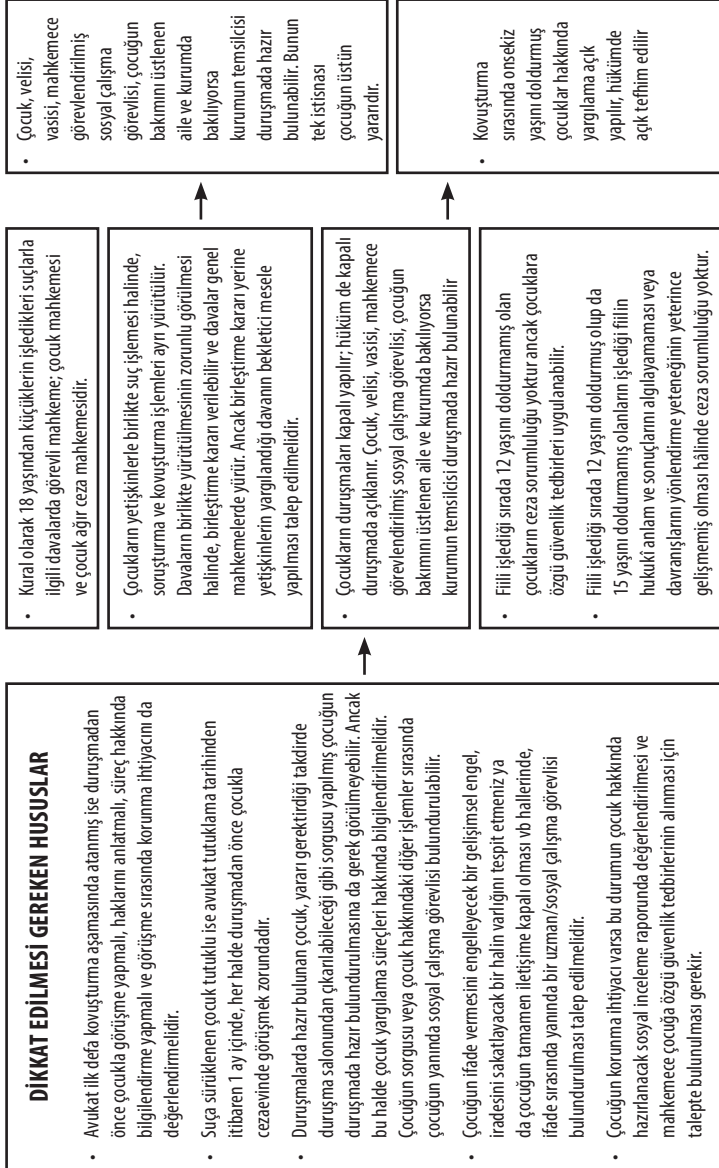 DİKKAT EDİLMESİ GEREKEN HUSUSLAR
• Avukat ilk defa kovuşturma aşamasında atanmış ise duruşmadan
önce çocukla görüşme yapmalı, haklarını anlatmalı, süreç hakkında
bilgilendirme yapmalı ve görüşme sırasında korunma ihtiyacını da
değerlendirmelidir.
• Suça sürüklenen çocuk tutuklu ise avukat tutuklama tarihinden
itibaren 1 ay içinde, her halde duruşmadan önce çocukla
cezaevinde görüşmek zorundadır.
• Duruşmalarda hazır bulunan çocuk, yararı gerektirdiği takdirde
duruşma salonundan çıkarılabileceği gibi sorgusu yapılmış çocuğun
duruşmada hazır bulundurulmasına da gerek görülmeyebilir. Ancak
bu halde çocuk yargılama süreçleri hakkında bilgilendirilmelidir.
Çocuğun sorgusu veya çocuk hakkındaki diğer işlemler sırasında
çocuğun yanında sosyal çalışma görevlisi bulundurulabilir.
• Çocuğun ifade vermesini engelleyecek bir gelişimsel engel,
iradesini sakatlayacak bir halin varlığını tespit etmeniz ya
da çocuğun tamamen iletişime kapalı olması vb hallerinde,
ifade sırasında yanında bir uzman/sosyal çalışma görevlisi
bulundurulması talep edilmelidir.
• Çocuğun korunma ihtiyacı varsa bu durumun çocuk hakkında
hazırlanacak sosyal inceleme raporunda değerlendirilmesi ve
mahkemece çocuğa özgü güvenlik tedbirlerinin alınması için
talepte bulunulması gerekir.
• Kural olarak 18 yaşından küçüklerin işledikleri suçlarla
ilgili davalarda görevli mahkeme; çocuk mahkemesi
ve çocuk ağır ceza mahkemesidir.
• Çocukların yetişkinlerle birlikte suç işlemesi halinde,
soruşturma ve kovuşturma işlemleri ayrı yürütülür.
Davaların birlikte yürütülmesinin zorunlu görülmesi
halinde, birleştirme kararı verilebilir ve davalar genel
mahkemelerde yürür. Ancak birleştirme kararı yerine
yetişkinlerin yargılandığı davanın bekletici mesele
yapılması talep edilmelidir.
• Çocukların duruşmaları kapalı yapılır; hüküm de kapalı
duruşmada açıklanır. Çocuk, velisi, vasisi, mahkemece
görevlendirilmiş sosyal çalışma görevlisi, çocuğun
bakımını üstlenen aile ve kurumda bakılıyorsa
kurumun temsilcisi duruşmada hazır bulunabilir
• Fiili işlediği sırada 12 yaşını doldurmamış olan
çocukların ceza sorumluluğu yoktur ancak çocuklara
özgü güvenlik tedbirleri uygulanabilir.
• Fiili işlediği sırada 12 yaşını doldurmuş olup da
15 yaşını doldurmamış olanların işlediği fiilin
hukukî anlam ve sonuçlarını algılayamaması veya
davranışlarını yönlendirme yeteneğinin yeterince
gelişmemiş olması hâlinde ceza sorumluluğu yoktur.
• Çocuk, velisi,
vasisi, mahkemece
görevlendirilmiş
sosyal çalışma
görevlisi, çocuğun
bakımını üstlenen
aile ve kurumda
bakılıyorsa
kurumun temsilcisi
duruşmada hazır
bulunabilir. Bunun
tek istisnası
çocuğun üstün
yararıdır.
• Kovuşturma
sırasında onsekiz
yaşını doldurmuş
çocuklar hakkında
yargılama açık
yapılır, hükümde
açık tefhim edilir